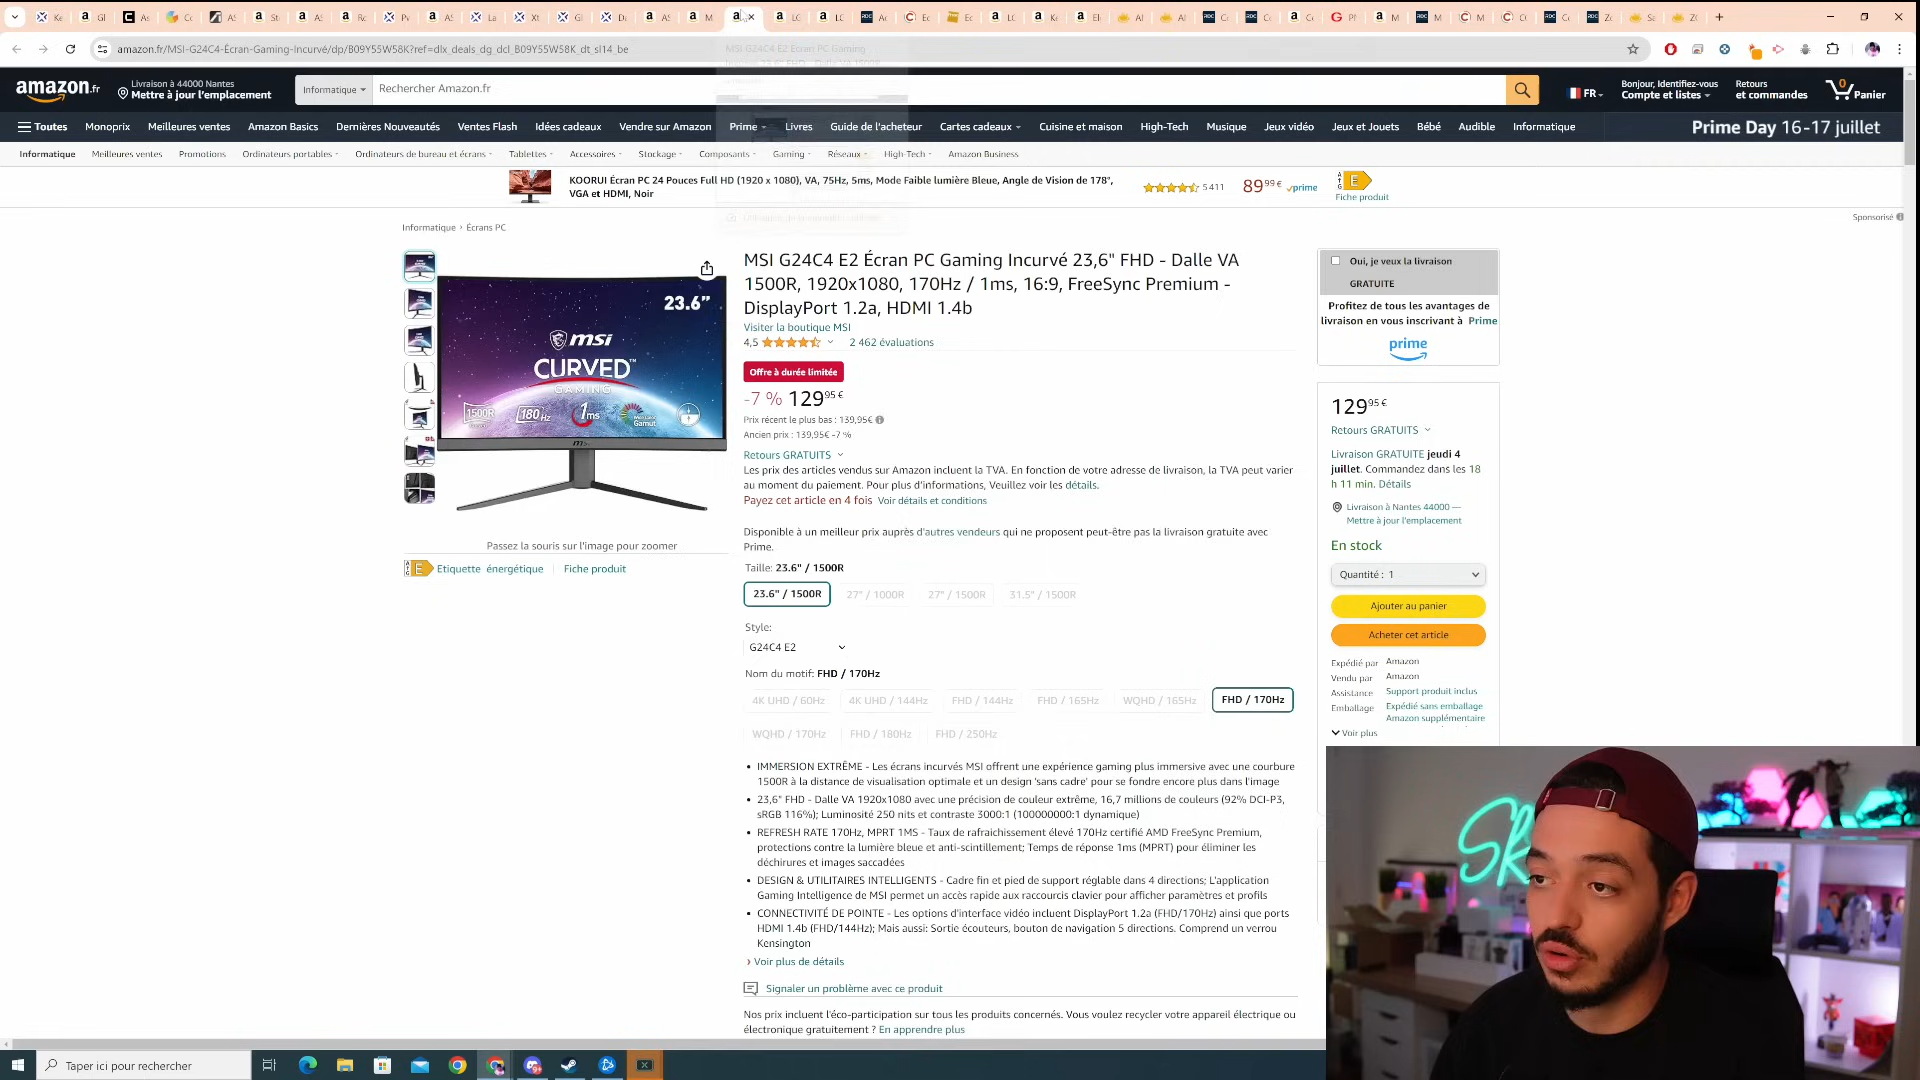 amazon.fr/MSI-G24C4-Écran-Gaming-Incurvé/dp/B09Y55W58K?ref=dlx_deals_dg_dcl_B09Y55W58K_dt_sl14_be
MSI G24C4 E2 Écran PC Gaming
amazon.fr
Livraison à 44000 Nantes
Mettre à jour l'emplacement
Informatique
Rechercher Amazon.fr
FR
Bonjour, Identifiez-vous
Compte et listes
Retours
et commandes
0
Panier
Toutes
Monoprix
Meilleures ventes
Amazon Basics
Dernières Nouveautés
Ventes Flash
Idées cadeaux
Vendre sur Amazon
Prime
Livres
Guide de l'acheteur
Cartes cadeaux
Cuisine et maison
High-Tech
Musique
Jeux vidéo
Jeux et Jouets
Bébé
Audible
Informatique
Prime Day 16-17 juillet
Informatique
Meilleures ventes
Promotions
Ordinateurs portables
Ordinateurs de bureau et écrans
Tablettes
Accessoires
Stockage
Composants
Gaming
Réseaux
High-Tech
Amazon Business
KOORUI Écran PC 24 Pouces Full HD (1920 x 1080), VA, 75Hz, 5ms, Mode Faible lumière Bleue, Angle de Vision de 178°,
VGA et HDMI, Noir
5 411
89,99 €
prime
E
Fiche produit
Sponsorisé
Informatique › Écrans PC
23.6”
msi
CURVED™
GAMING
1500R
180Hz
1ms
Passez la souris sur l'image pour zoomer
E
Etiquette énergétique
Fiche produit
MSI G24C4 E2 Écran PC Gaming Incurvé 23,6" FHD - Dalle VA
1500R, 1920x1080, 170Hz / 1ms, 16:9, FreeSync Premium -
DisplayPort 1.2a, HDMI 1.4b
Visiter la boutique MSI
4,5
2 462 évaluations
Offre à durée limitée
-7 % 129,95 €
Prix récent le plus bas : 139,95€
Ancien prix : 139,95€ -7 %
Retours GRATUITS
Les prix des articles vendus sur Amazon incluent la TVA. En fonction de votre adresse de livraison, la TVA peut varier
au moment du paiement. Pour plus d'informations, Veuillez voir les détails.
Payez cet article en 4 fois Voir détails et conditions
Disponible à un meilleur prix auprès d'autres vendeurs qui ne proposent peut-être pas la livraison gratuite avec
Prime.
Taille: 23.6" / 1500R
23.6" / 1500R
27" / 1000R
27" / 1500R
31.5" / 1500R
Style:
G24C4 E2
Nom du motif: FHD / 170Hz
4K UHD / 60Hz
4K UHD / 144Hz
FHD / 144Hz
FHD / 165Hz
WQHD / 165Hz
FHD / 170Hz
WQHD / 170Hz
FHD / 180Hz
FHD / 250Hz
• IMMERSION EXTRÊME - Les écrans incurvés MSI offrent une expérience gaming plus immersive avec une courbure
1500R à la distance de visualisation optimale et un design 'sans cadre' pour se fondre encore plus dans l'image
• 23,6" FHD - Dalle VA 1920x1080 avec une précision de couleur extrême, 16,7 millions de couleurs (92% DCI-P3,
sRGB 116%); Luminosité 250 nits et contraste 3000:1 (100000000:1 dynamique)
• REFRESH RATE 170Hz, MPRT 1MS - Taux de rafraichissement élevé 170Hz certifié AMD FreeSync Premium,
protections contre la lumière bleue et anti-scintillement; Temps de réponse 1ms (MPRT) pour éliminer les
déchirures et images saccadées
• DESIGN & UTILITAIRES INTELLIGENTS - Cadre fin et pied de support réglable dans 4 directions; L'application
Gaming Intelligence de MSI permet un accès rapide aux raccourcis clavier pour afficher paramètres et profils
• CONNECTIVITÉ DE POINTE - Les options d'interface vidéo incluent DisplayPort 1.2a (FHD/170Hz) ainsi que ports
HDMI 1.4b (FHD/144Hz); Mais aussi: Sortie écouteurs, bouton de navigation 5 directions. Comprend un verrou
Kensington
› Voir plus de détails
Signaler un problème avec ce produit
Nos prix incluent l'éco-participation sur tous les produits concernés. Vous voulez recycler votre appareil électrique ou
électronique gratuitement ? En apprendre plus
Oui, je veux la livraison
GRATUITE
Profitez de tous les avantages de
livraison en vous inscrivant à Prime
prime
129,95 €
Retours GRATUITS
Livraison GRATUITE jeudi 4
juillet. Commandez dans les 18
h 11 min. Détails
Livraison à Nantes 44000 —
Mettre à jour l'emplacement
En stock
Quantité : 1
Ajouter au panier
Acheter cet article
Expédié par Amazon
Vendu par Amazon
Assistance Support produit inclus
Emballage Expédié sans emballage
Amazon supplémentaire
Voir plus
Taper ici pour rechercher